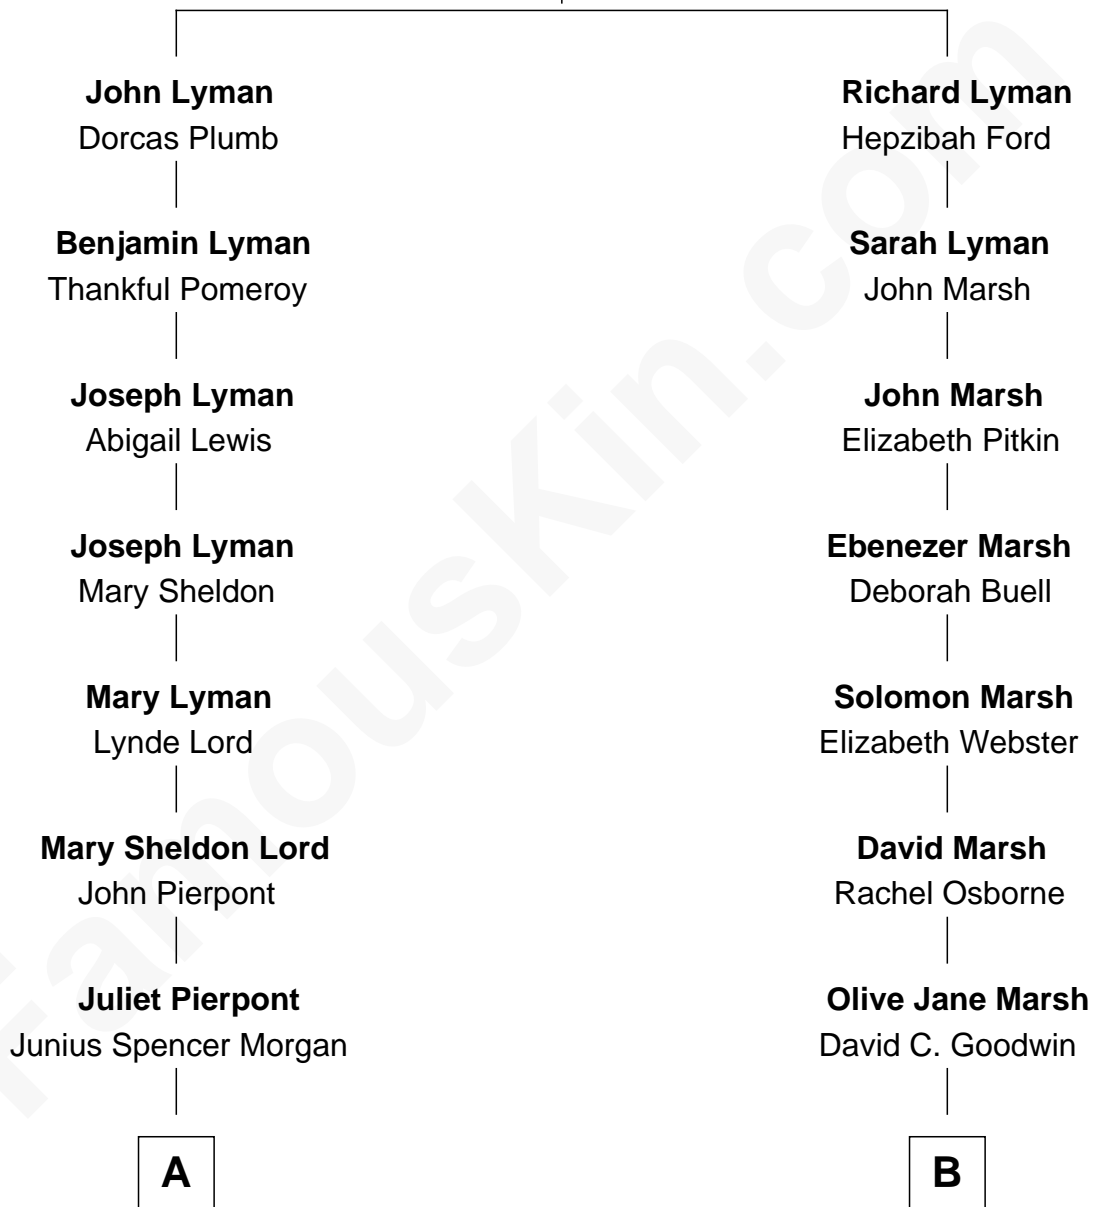 John Lyman
Dorcas Plumb
Benjamin Lyman
Thankful Pomeroy
Joseph Lyman
Abigail Lewis
Joseph Lyman
Mary Sheldon
Mary Lyman
Lynde Lord
Mary Sheldon Lord
John Pierpont
Juliet Pierpont
Junius Spencer Morgan
A
Richard Lyman
Hepzibah Ford
Sarah Lyman
John Marsh
John Marsh
Elizabeth Pitkin
Ebenezer Marsh
Deborah Buell
Solomon Marsh
Elizabeth Webster
David Marsh
Rachel Osborne
Olive Jane Marsh
David C. Goodwin
B
FamousKin.com